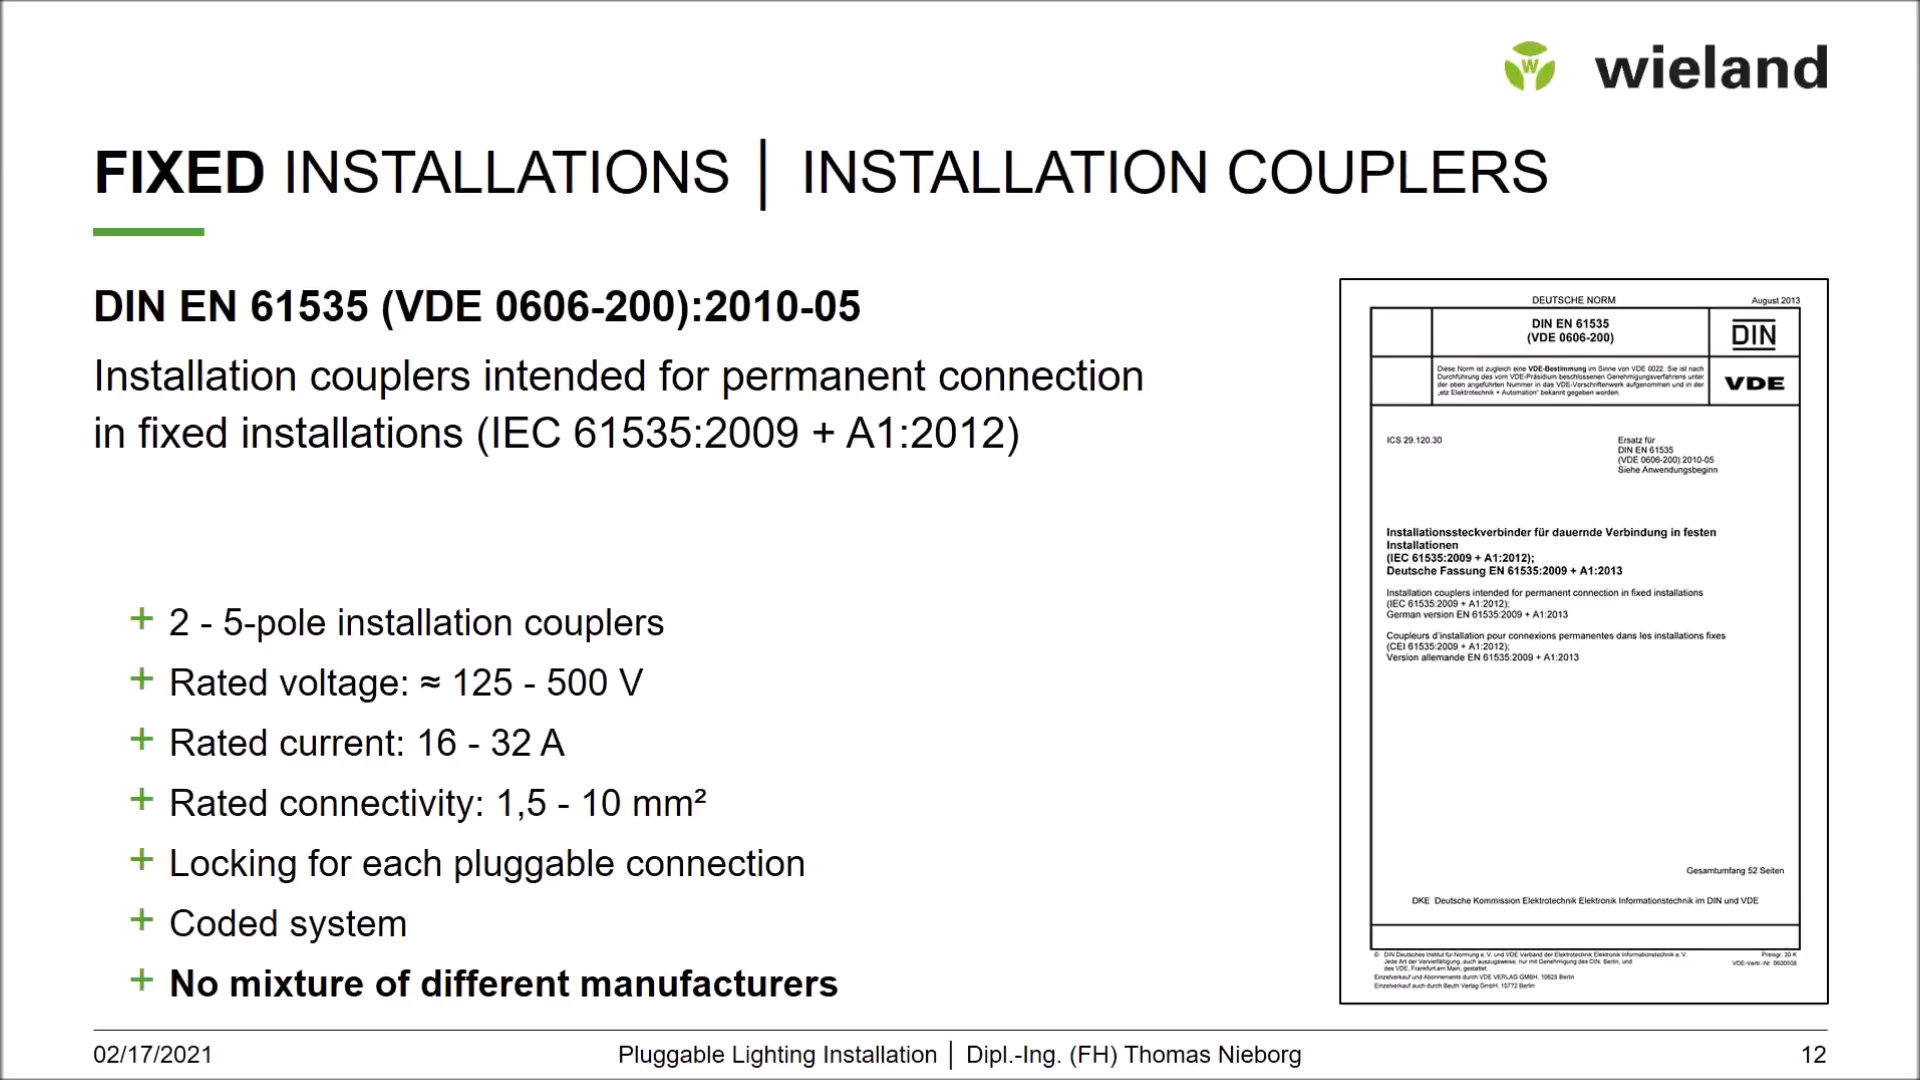 wieland
FIXED INSTALLATIONS | INSTALLATION COUPLERS
DIN EN 61535 (VDE 0606-200):2010-05
Installation couplers intended for permanent connection
in fixed installations (IEC 61535:2009 + A1:2012)
+ 2 - 5-pole installation couplers
+ Rated voltage: ≈ 125 - 500 V
+ Rated current: 16 - 32 A
+ Rated connectivity: 1,5 - 10 mm²
+ Locking for each pluggable connection
+ Coded system
+ No mixture of different manufacturers
DEUTSCHE NORM August 2013
DIN EN 61535
(VDE 0606-200)
DIN
Diese Norm ist zugleich eine VDE-Bestimmung im Sinne von VDE 0022. Sie ist nach
Durchführung des vom VDE-Präsidium beschlossenen Genehmigungsverfahrens unter
der oben angeführten Nummer in das VDE-Vorschriftenwerk aufgenommen und in der
„etz Elektrotechnik + Automation“ bekannt gegeben worden.
VDE
ICS 29.120.30
Ersatz für
DIN EN 61535
(VDE 0606-200):2010-05
Siehe Anwendungsbeginn
Installationssteckverbinder für dauernde Verbindung in festen
Installationen
(IEC 61535:2009 + A1:2012);
Deutsche Fassung EN 61535:2009 + A1:2013
Installation couplers intended for permanent connection in fixed installations
(IEC 61535:2009 + A1:2012);
German version EN 61535:2009 + A1:2013
Coupleurs d'installation pour connexions permanentes dans les installations fixes
(CEI 61535:2009 + A1:2012);
Version allemande EN 61535:2009 + A1:2013
Gesamtumfang 52 Seiten
DKE Deutsche Kommission Elektrotechnik Elektronik Informationstechnik im DIN und VDE
© DIN Deutsches Institut für Normung e. V. und VDE Verband der Elektrotechnik Elektronik Informationstechnik e. V.
Jede Art der Vervielfältigung, auch auszugsweise, nur mit Genehmigung des DIN, Berlin, und
des VDE, Frankfurt am Main, gestattet.
Einzelverkauf und Abonnements durch VDE VERLAG GMBH, 10625 Berlin
Einzelverkauf auch durch Beuth Verlag GmbH, 10772 Berlin
Preisgr. 30 K
VDE-Vertr.-Nr. 0600008
02/17/2021 Pluggable Lighting Installation | Dipl.-Ing. (FH) Thomas Nieborg 12